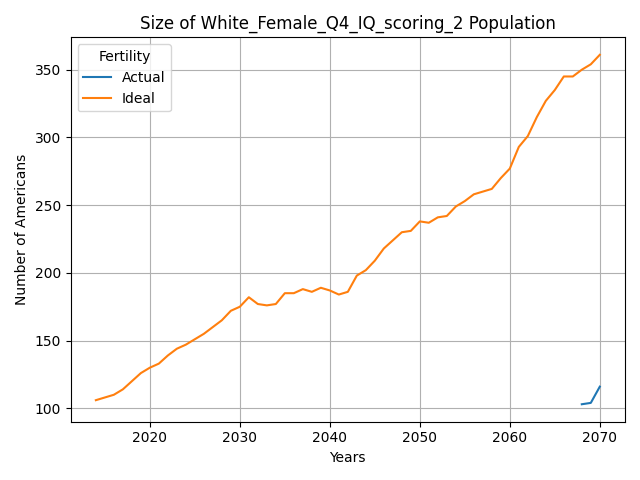 Size of White_Female_Q4_IQ_scoring_2 Population
Fertility
Actual
Ideal
Number of Americans
350
300
250
200
150
100
2020 2030 2040 2050 2060 2070
Years